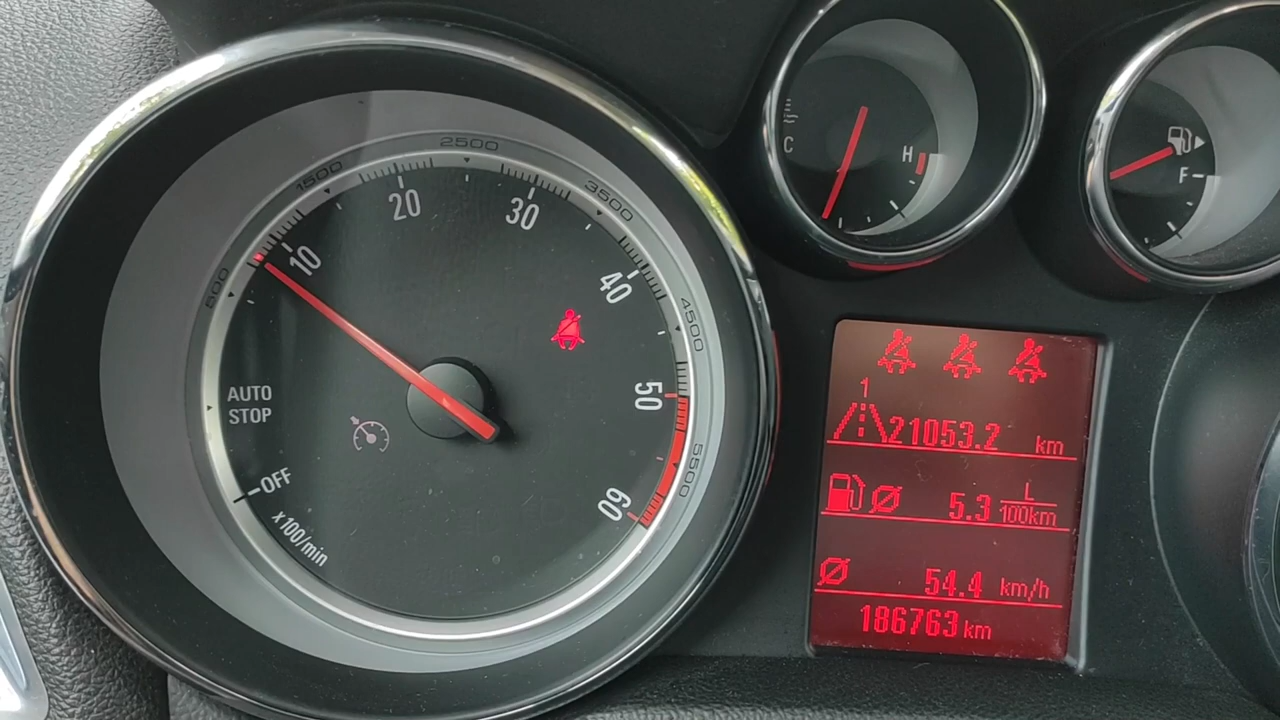 2500
1500
3500
20
30
10
600
40
4500
AUTO
STOP
50
5500
OFF
60
x100/min
C
H
F
1
21053.2 km
Ø 5.3 L/100km
Ø 54.4 km/h
186763 km